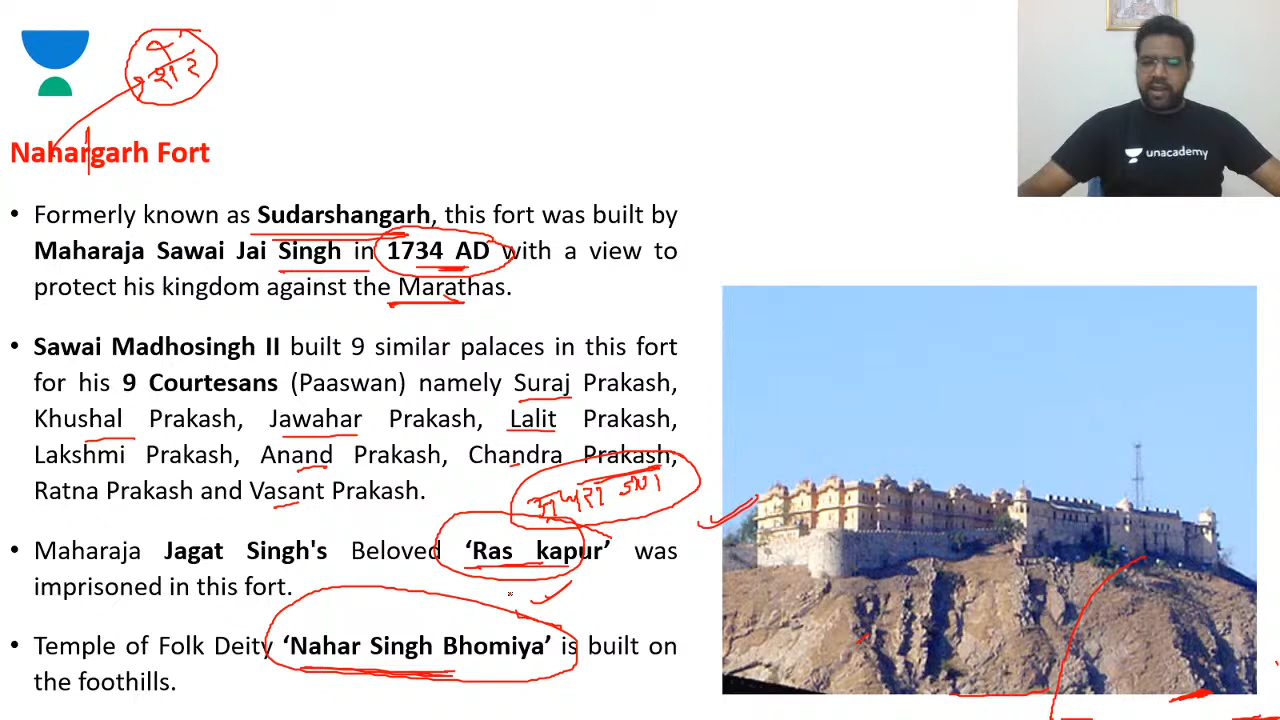 शेर
Nahargarh Fort
unacademy
• Formerly known as Sudarshangarh, this fort was built by
Maharaja Sawai Jai Singh in 1734 AD with a view to
protect his kingdom against the Marathas.
• Sawai Madhosingh II built 9 similar palaces in this fort
for his 9 Courtesans (Paaswan) namely Suraj Prakash,
Khushal Prakash, Jawahar Prakash, Lalit Prakash,
Lakshmi Prakash, Anand Prakash, Chandra Prakash,
Ratna Prakash and Vasant Prakash.
• Maharaja Jagat Singh's Beloved ‘Ras kapur’ was
imprisoned in this fort.
• Temple of Folk Deity ‘Nahar Singh Bhomiya’ is built on
the foothills.